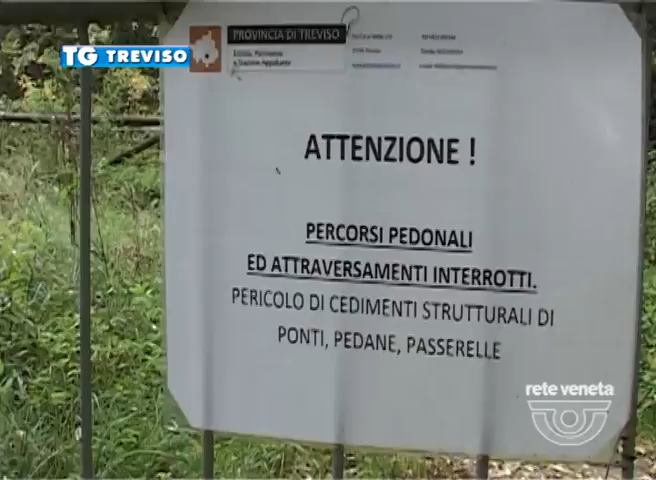 TG TREVISO
PROVINCIA DI TREVISO
ATTENZIONE !
PERCORSI PEDONALI
ED ATTRAVERSAMENTI INTERROTTI.
PERICOLO DI CEDIMENTI STRUTTURALI DI
PONTI, PEDANE, PASSERELLE
rete veneta